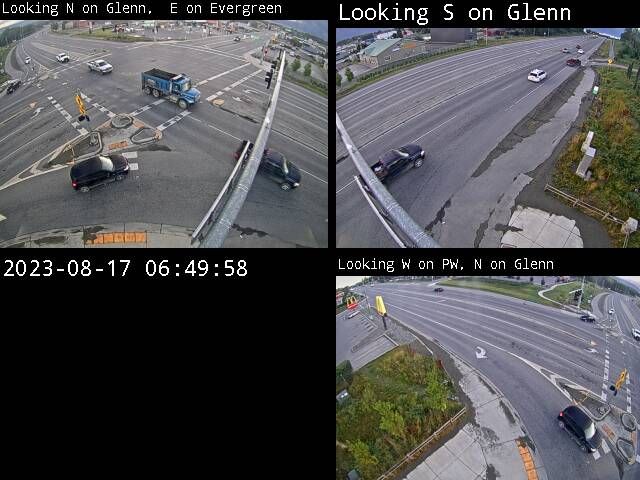 Looking N on Glenn,  E on Evergreen
Looking S on Glenn
2023-08-17 06:49:58
Looking W on PW, N on Glenn